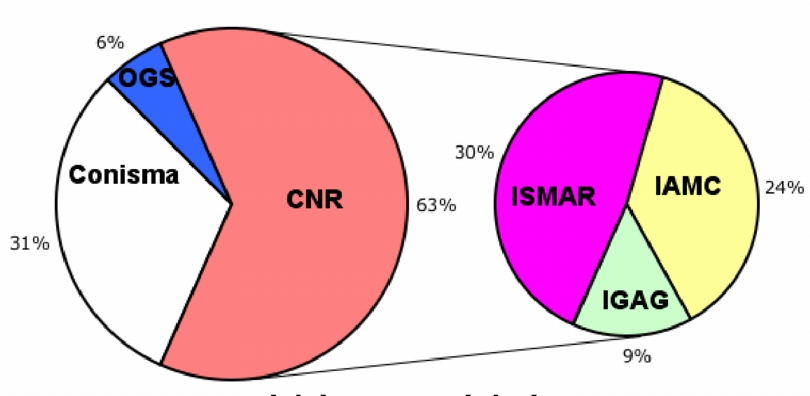 6%
OGS
Conisma
CNR
31%
63%
30%
ISMAR
IAMC
24%
IGAG
9%